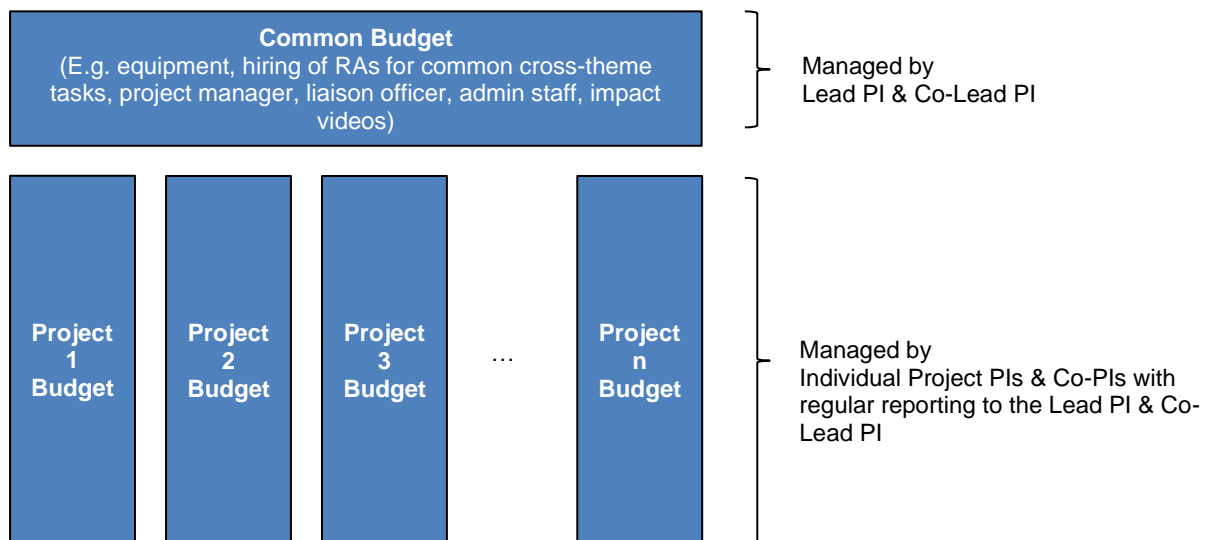 Common Budget
(E.g. equipment, hiring of RAs for common cross-theme
tasks, project manager, liaison officer, admin staff, impact
videos)
Managed by
Lead PI & Co-Lead PI
Project
1
Budget
Project
2
Budget
Project
3
Budget
…
Project
n
Budget
Managed by
Individual Project PIs & Co-PIs with
regular reporting to the Lead PI & Co-
Lead PI